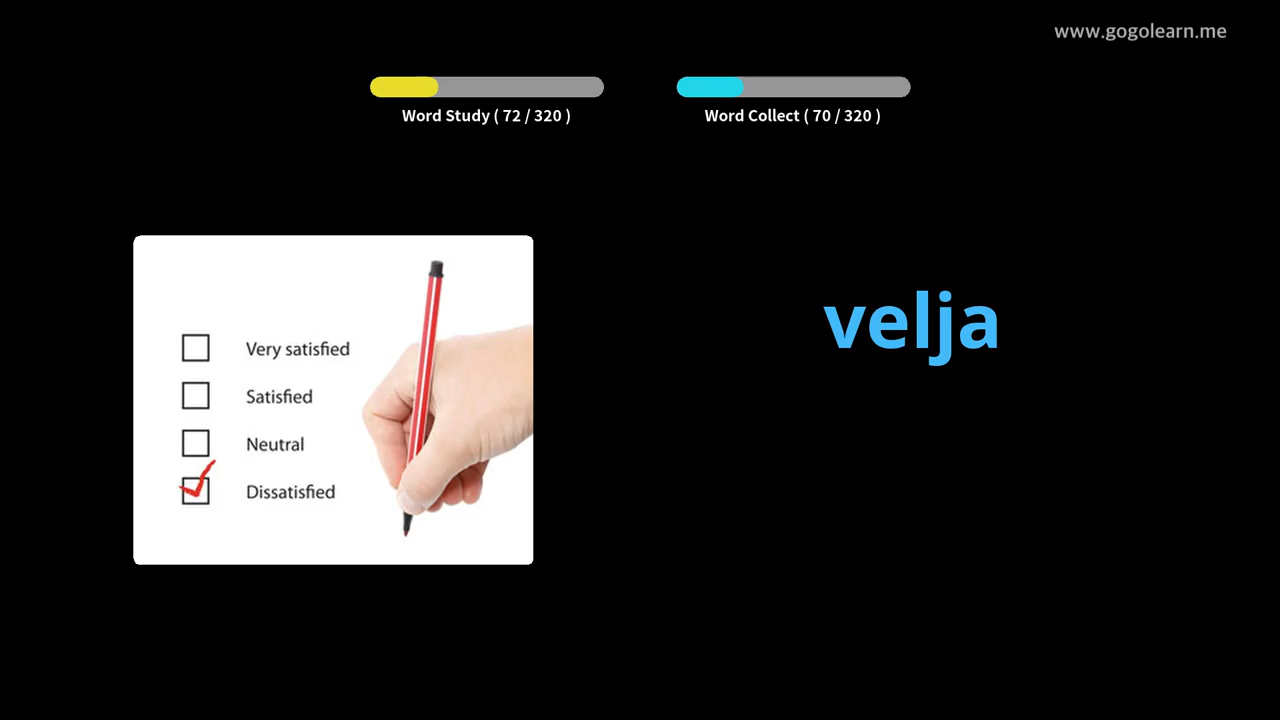 www.gogolearn.me
Word Study ( 72 / 320 )
Word Collect ( 70 / 320 )
Very satisfied
Satisfied
Neutral
Dissatisfied
velja